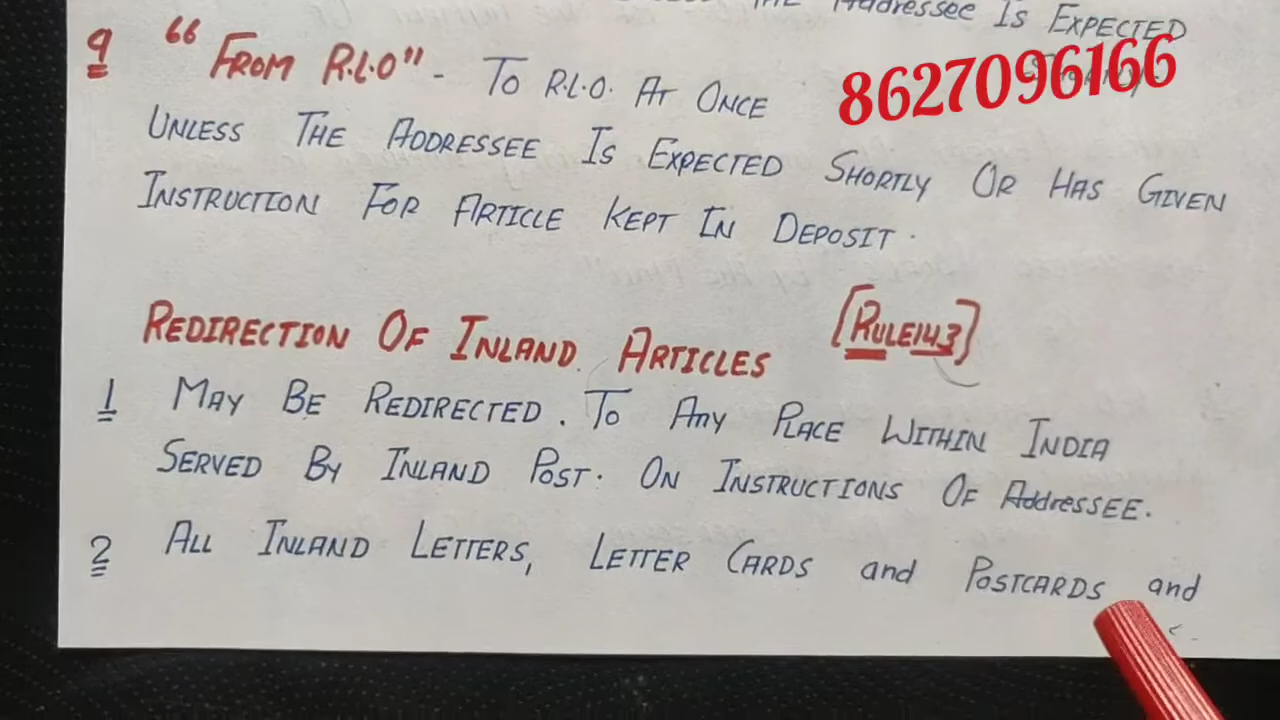 The Addressee Is Expected
8627096166
9 "From R.L.O" - To R.L.O. At Once
Unless The Addressee Is Expected Shortly Or Has Given
Instruction For Article Kept In Deposit.
Redirection Of Inland Articles [Rule 143]
1 May Be Redirected. To Any Place Within India
Served By Inland Post. On Instructions Of Addressee.
2 All Inland Letters, Letter Cards and Postcards and